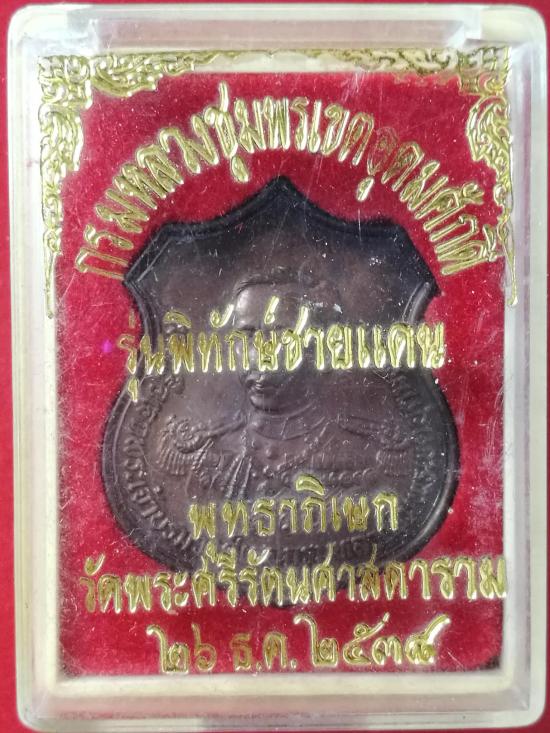 กรมหลวงชุมพรเขตอุดมศักดิ์
รุ่นพิทักษ์ชายแดน
พุทธาภิเษก
วัดพระศรีรัตนศาสดาราม
๒๖ ธ.ค. ๒๕๓๔